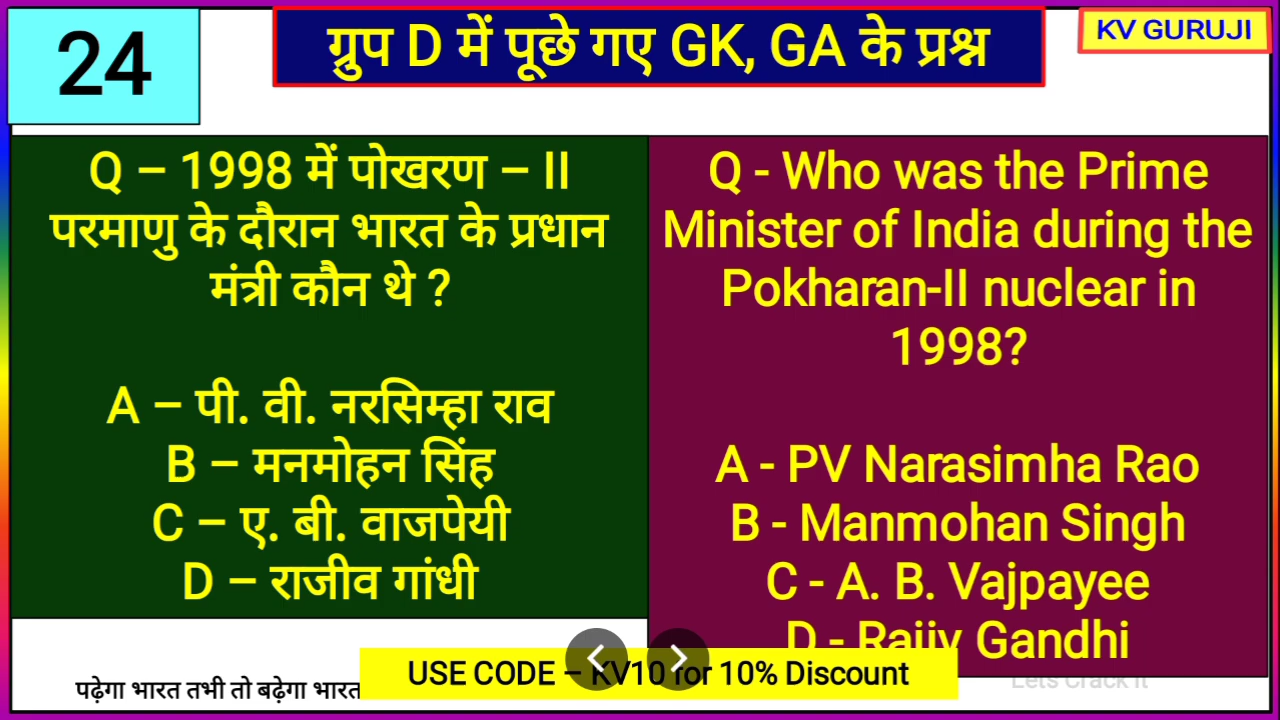 24
ग्रुप D में पूछे गए GK, GA के प्रश्न
KV GURUJI
Q – 1998 में पोखरण – II
परमाणु के दौरान भारत के प्रधान
मंत्री कौन थे ?
A – पी. वी. नरसिम्हा राव
B – मनमोहन सिंह
C – ए. बी. वाजपेयी
D – राजीव गांधी
Q - Who was the Prime
Minister of India during the
Pokharan-II nuclear in
1998?
A - PV Narasimha Rao
B - Manmohan Singh
C - A. B. Vajpayee
D - Rajiv Gandhi
पढ़ेगा भारत तभी तो बढ़ेगा भारत
USE CODE – KV10 for 10% Discount
Lets Crack It